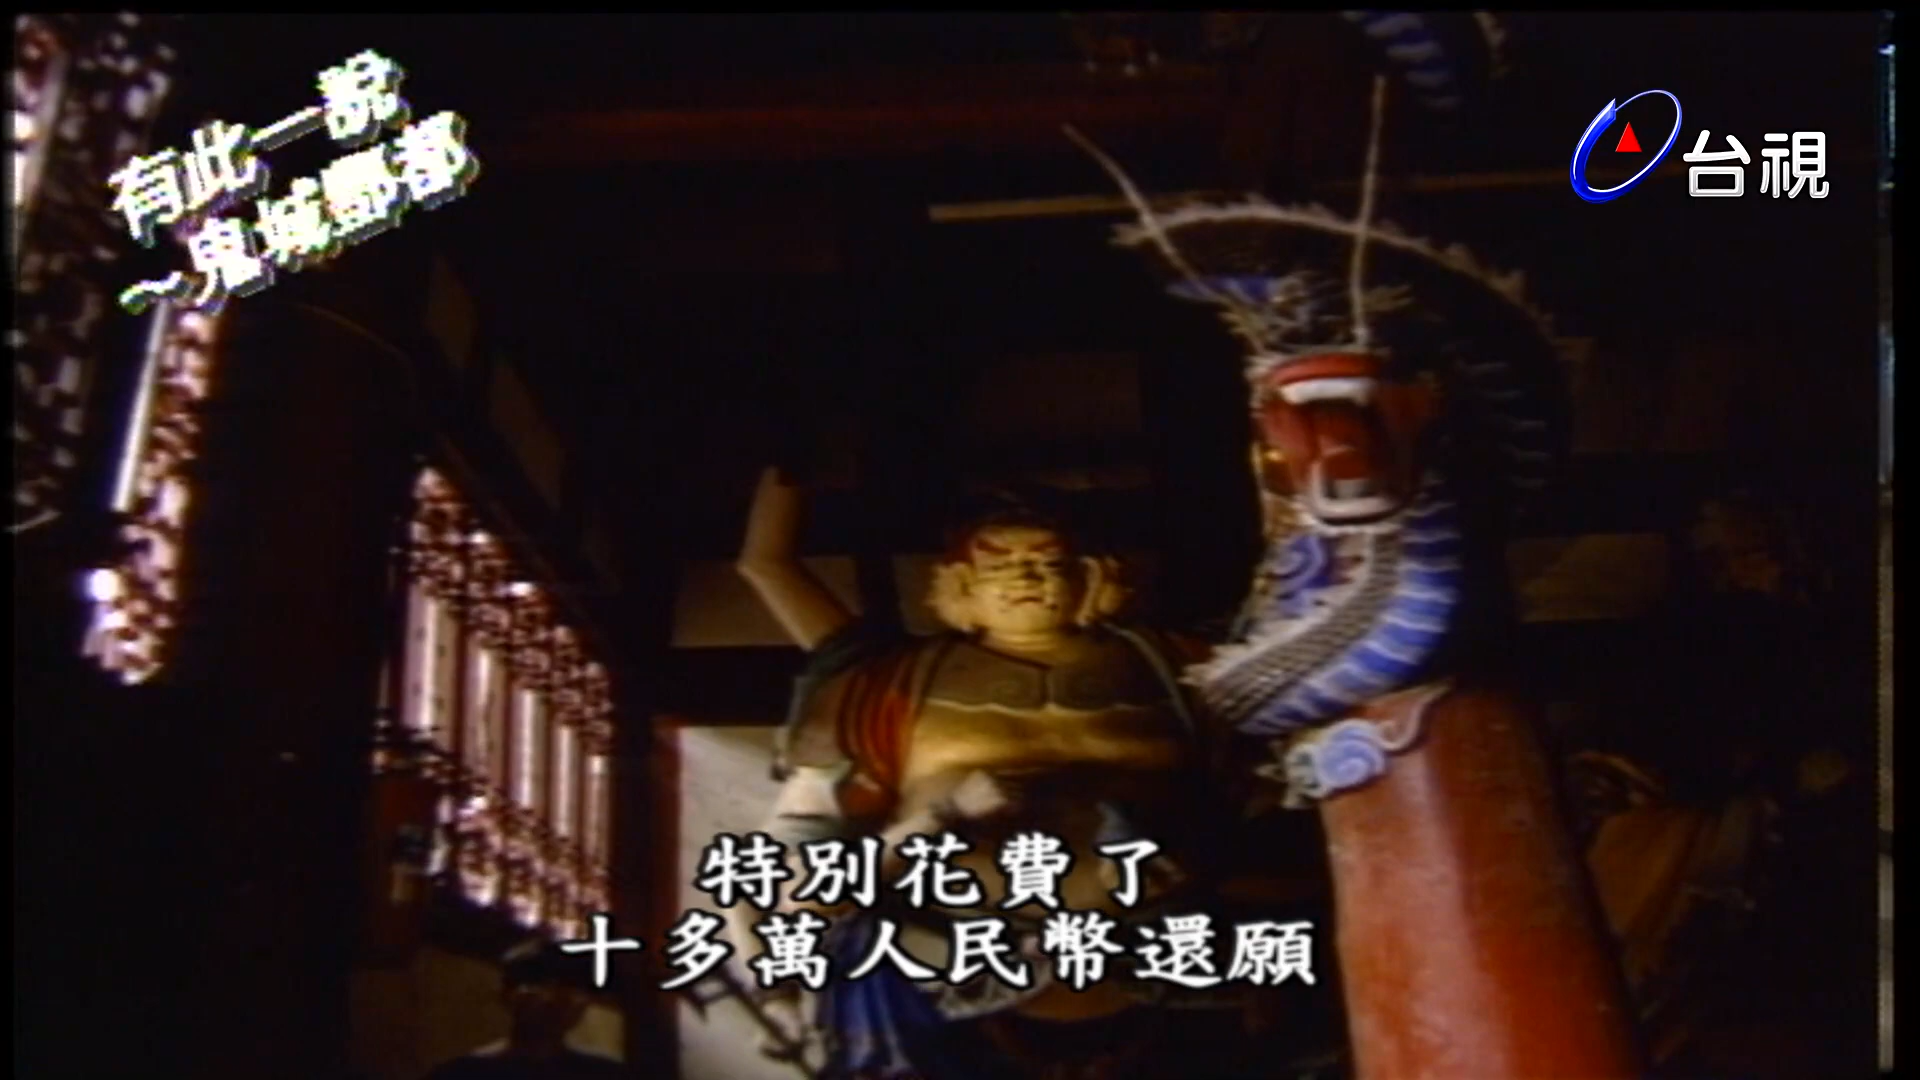 有此一說
～鬼城酆都
台視
特別花費了
十多萬人民幣還願